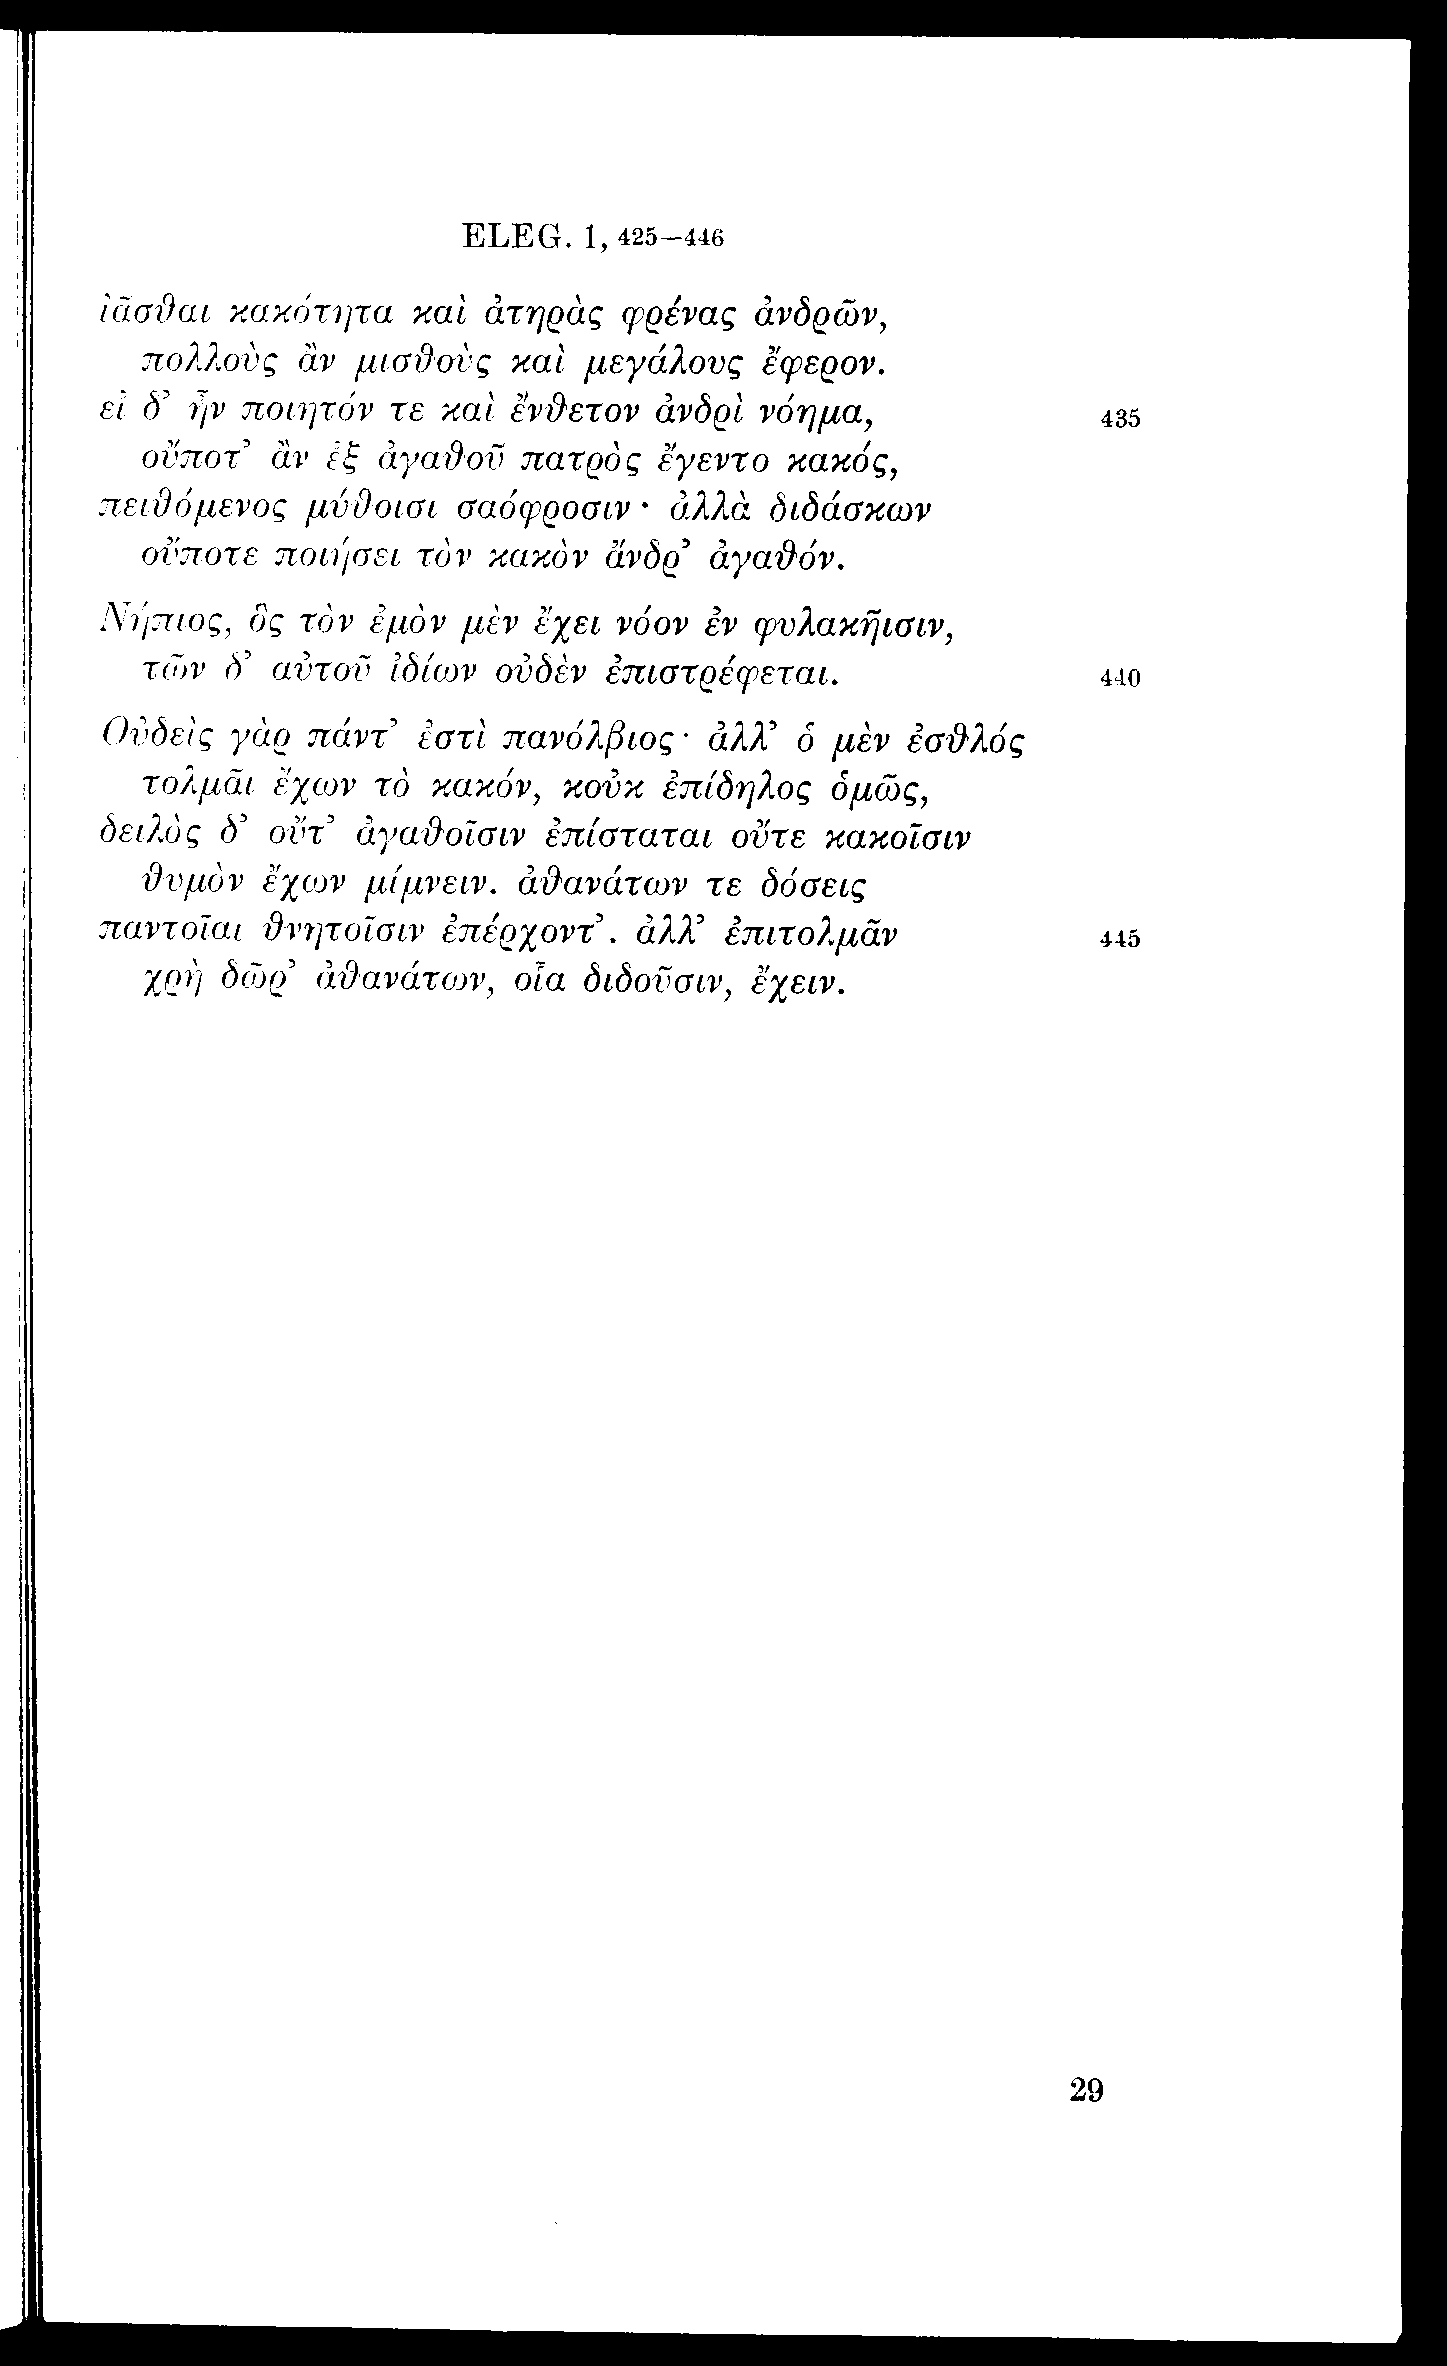 ELEG. 1, 425–446
ἰᾶσθαι κακότητα καὶ ἀτηρὰς φρένας ἀνδρῶν,
πολλοὺς ἂν μισθοὺς καὶ μεγάλους ἔφερον.
εἰ δ’ ἦν ποιητόν τε καὶ ἔνθετον ἀνδρὶ νόημα, 435
οὔποτ’ ἂν ἐξ ἀγαθοῦ πατρὸς ἔγεντο κακός,
πειθόμενος μύθοισι σαόφροσιν· ἀλλὰ διδάσκων
οὔποτε ποιήσει τὸν κακὸν ἄνδρ’ ἀγαθόν.
Νήπιος, ὃς τὸν ἐμὸν μὲν ἔχει νόον ἐν φυλακῆισιν,
τῶν δ’ αὐτοῦ ἰδίων οὐδὲν ἐπιστρέφεται. 440
Οὐδεὶς γὰρ πάντ’ ἐστὶ πανόλβιος· ἀλλ’ ὁ μὲν ἐσθλός
τολμᾶι ἔχων τὸ κακόν, κοὐκ ἐπίδηλος ὁμῶς,
δειλὸς δ’ οὔτ’ ἀγαθοῖσιν ἐπίσταται οὔτε κακοῖσιν
θυμὸν ἔχων μίμνειν. ἀθανάτων τε δόσεις
παντοῖαι θνητοῖσιν ἐπέρχοντ’. ἀλλ’ ἐπιτολμᾶν 445
χρὴ δῶρ’ ἀθανάτων, οἷα διδοῦσιν, ἔχειν.
29